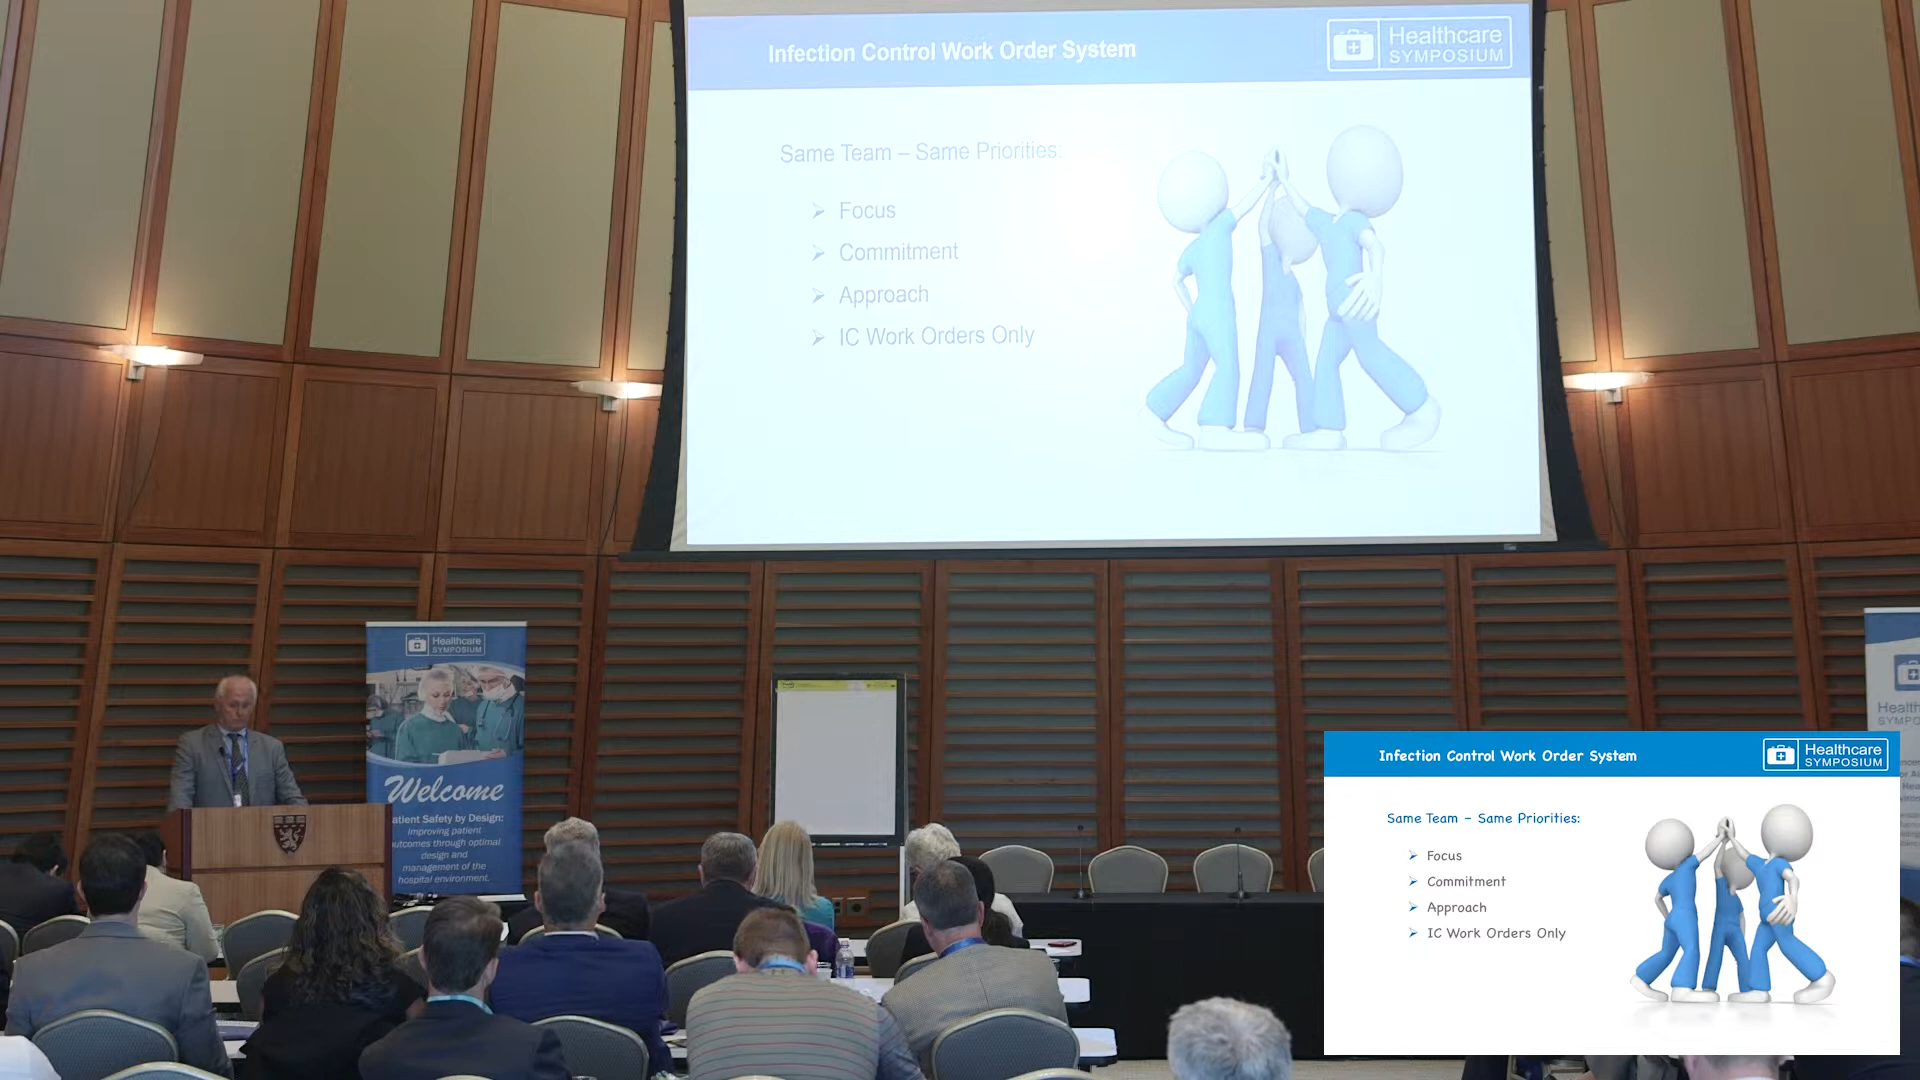 Infection Control Work Order System
Healthcare
SYMPOSIUM
Same Team – Same Priorities:
Focus
Commitment
Approach
IC Work Orders Only
Healthcare
SYMPOSIUM
Welcome
atient Safety by Design:
improving patient
utcomes through optimal
design and
management of the
hospital environment.
Infection Control Work Order System
Healthcare
SYMPOSIUM
Same Team – Same Priorities:
Focus
Commitment
Approach
IC Work Orders Only
Health
SYMPO